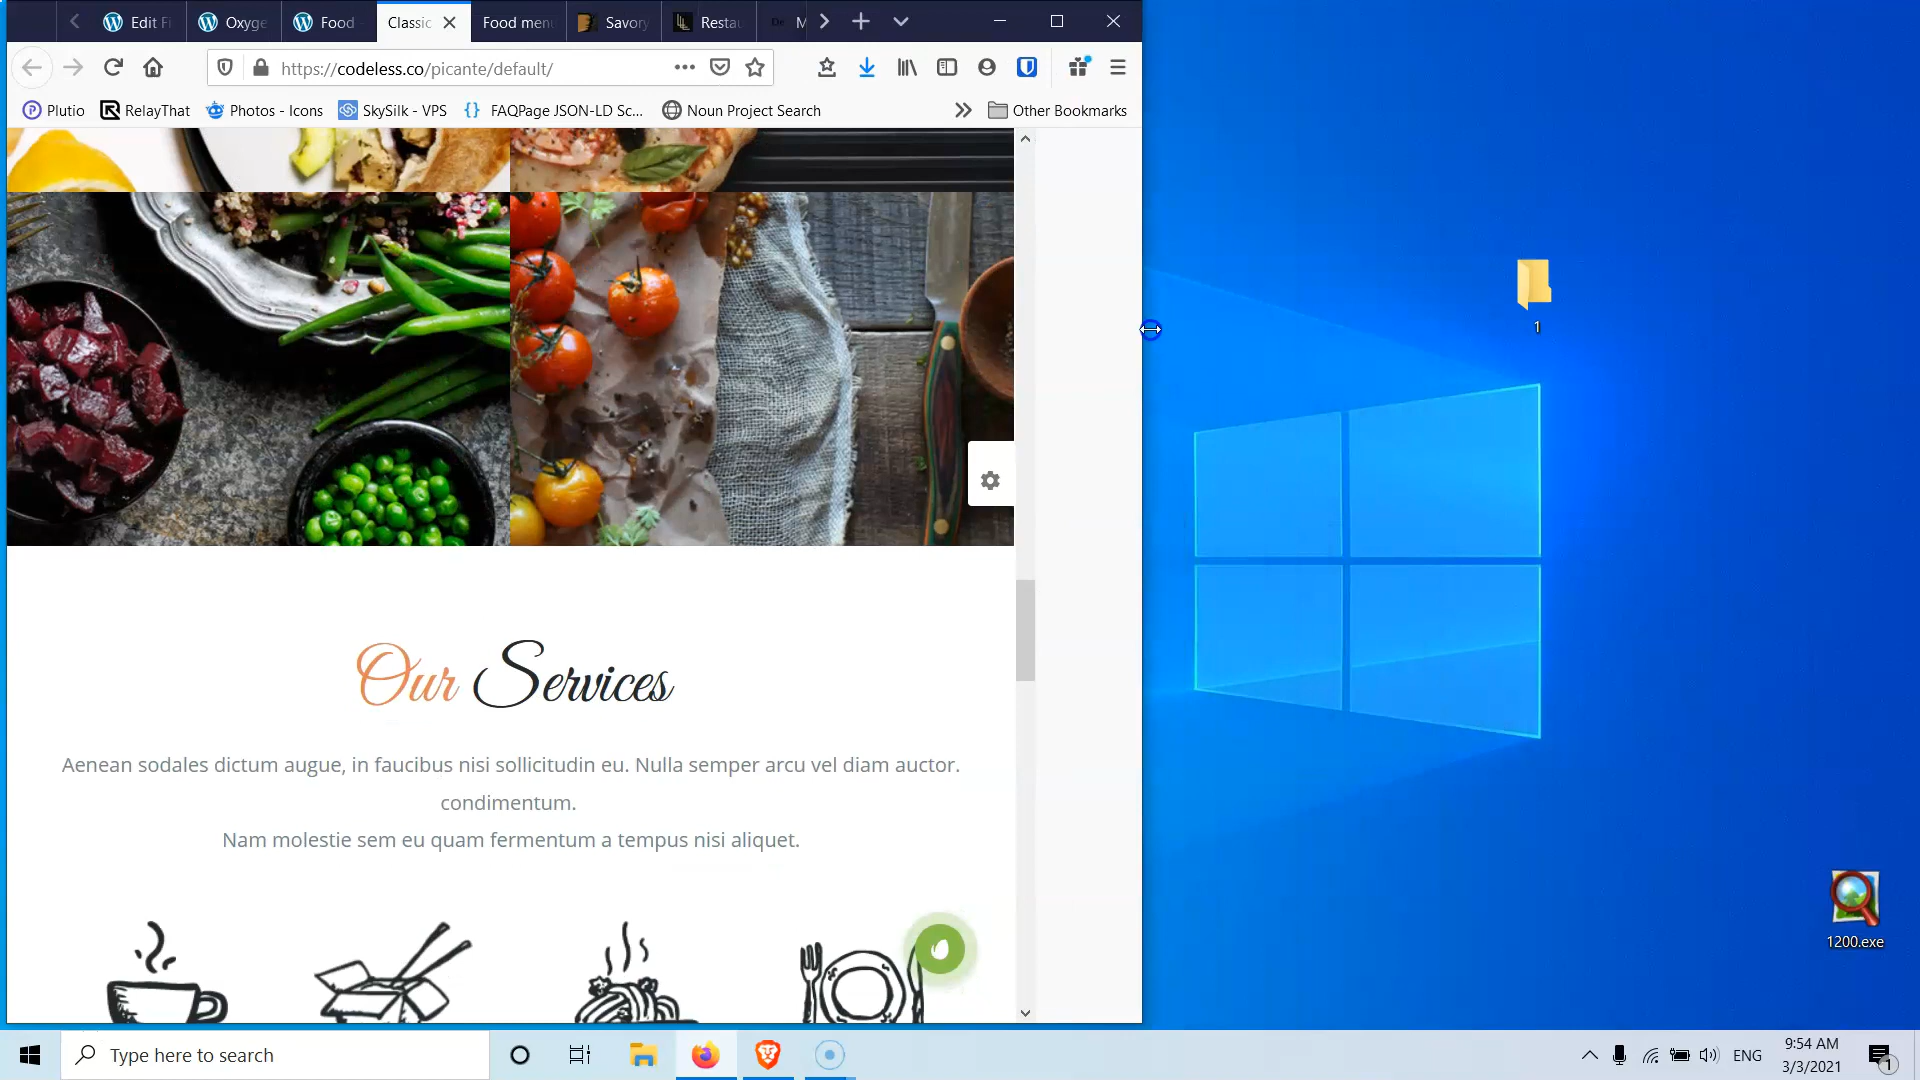 Edit Fi
Oxyge
Food
Classic
Food menu
Savory
Restau
De
M
https://codeless.co/picante/default/
Plutio
RelayThat
Photos - Icons
SkySilk - VPS
FAQPage JSON-LD Sc...
Noun Project Search
Other Bookmarks
1
Our Services
Aenean sodales dictum augue, in faucibus nisi sollicitudin eu. Nulla semper arcu vel diam auctor.
condimentum.
Nam molestie sem eu quam fermentum a tempus nisi aliquet.
1200.exe
Type here to search
ENG
9:54 AM
3/3/2021
1